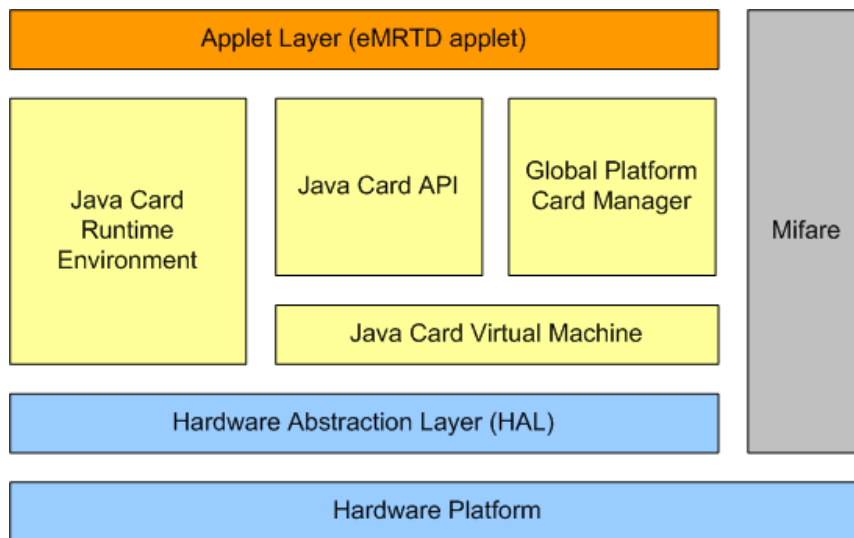 Applet Layer (eMRTD applet)
Java Card
Runtime
Environment
Java Card API
Global Platform
Card Manager
Mifare
Java Card Virtual Machine
Hardware Abstraction Layer (HAL)
Hardware Platform